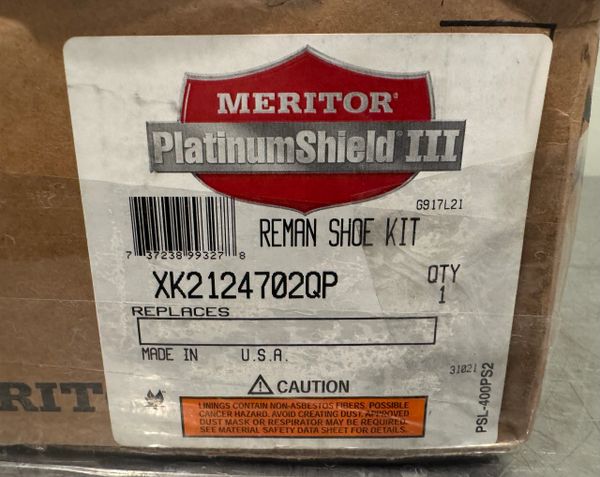 MERITOR®
PlatinumShield® III
G917L21
REMAN SHOE KIT
7 37238 99327 8
XK2124702QP
QTY
1
REPLACES
MADE IN U.S.A.
31021
PSL-400PS2
⚠ CAUTION
LININGS CONTAIN NON-ASBESTOS FIBERS. POSSIBLE
CANCER HAZARD. AVOID CREATING DUST. APPROVED
DUST MASK OR RESPIRATOR MAY BE REQUIRED.
SEE MATERIAL SAFETY DATA SHEET FOR DETAILS.
RIT